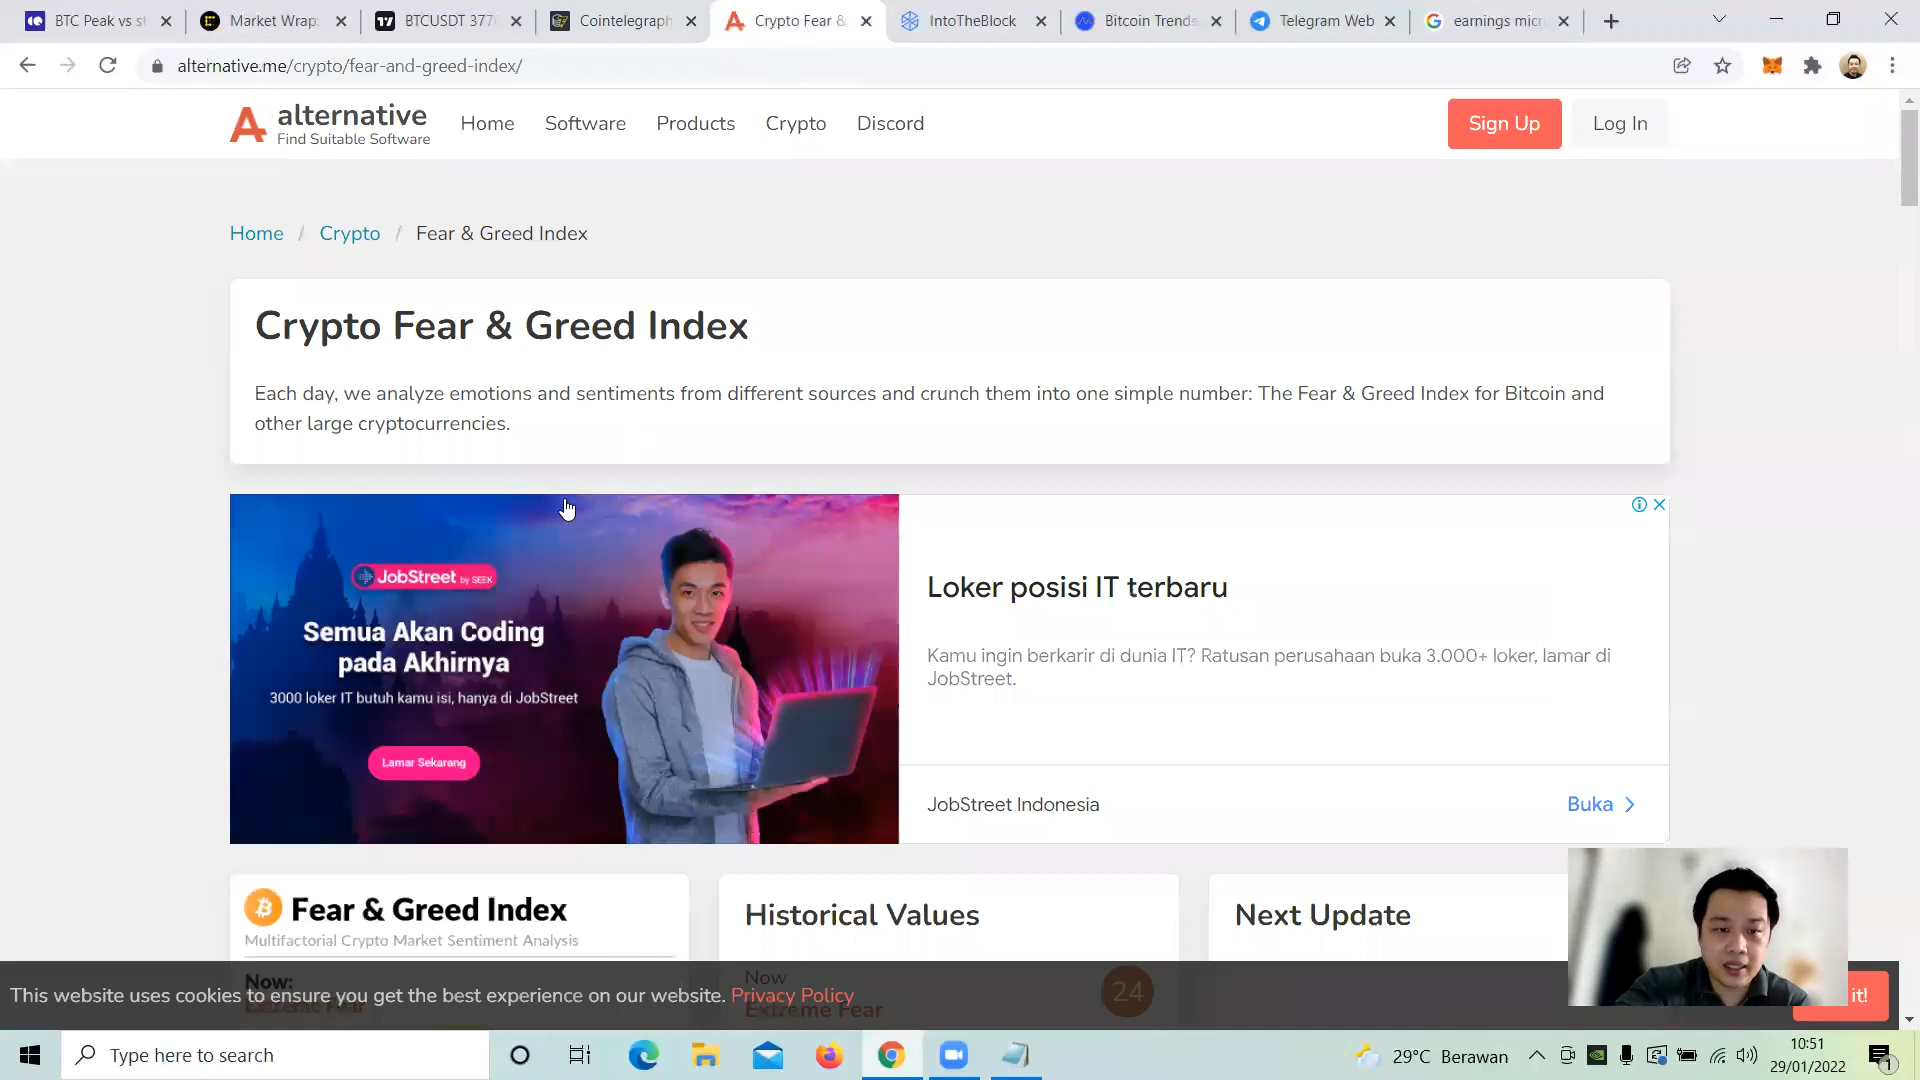 BTC Peak vs s
Market Wrap
BTCUSDT 377
Cointelegraph
Crypto Fear &
IntoTheBlock
Bitcoin Trends
Telegram Web
earnings micr
alternative.me/crypto/fear-and-greed-index/
alternative
Find Suitable Software
Home
Software
Products
Crypto
Discord
Sign Up
Log In
Home / Crypto / Fear & Greed Index
Crypto Fear & Greed Index
Each day, we analyze emotions and sentiments from different sources and crunch them into one simple number: The Fear & Greed Index for Bitcoin and
other large cryptocurrencies.
JobStreet by SEEK
Semua Akan Coding
pada Akhirnya
3000 loker IT butuh kamu isi, hanya di JobStreet
Lamar Sekarang
Loker posisi IT terbaru
Kamu ingin berkarir di dunia IT? Ratusan perusahaan buka 3.000+ loker, lamar di
JobStreet.
JobStreet Indonesia
Buka
Fear & Greed Index
Multifactorial Crypto Market Sentiment Analysis
Now:
Extreme Fear
Historical Values
Now
Extreme Fear
24
Next Update
This website uses cookies to ensure you get the best experience on our website. Privacy Policy
it!
Type here to search
29°C Berawan
10:51
29/01/2022
1